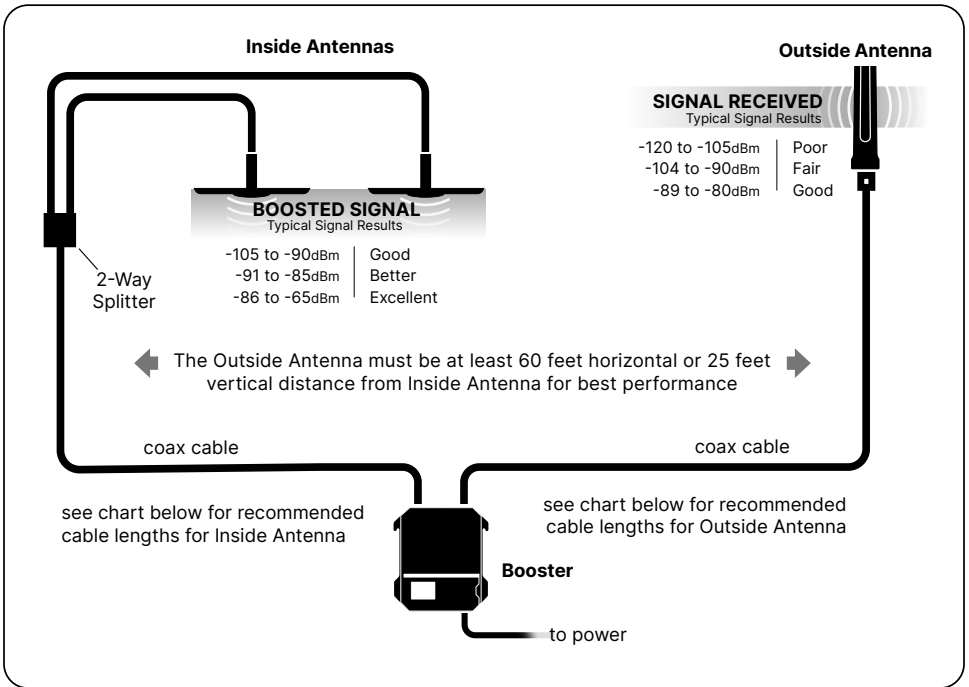 Inside Antennas
Outside Antenna
SIGNAL RECEIVED
Typical Signal Results
-120 to -105dBm Poor
-104 to -90dBm Fair
-89 to -80dBm Good
BOOSTED SIGNAL
Typical Signal Results
-105 to -90dBm Good
-91 to -85dBm Better
-86 to -65dBm Excellent
2-Way
Splitter
The Outside Antenna must be at least 60 feet horizontal or 25 feet
vertical distance from Inside Antenna for best performance
coax cable
coax cable
see chart below for recommended
cable lengths for Inside Antenna
see chart below for recommended
cable lengths for Outside Antenna
Booster
to power